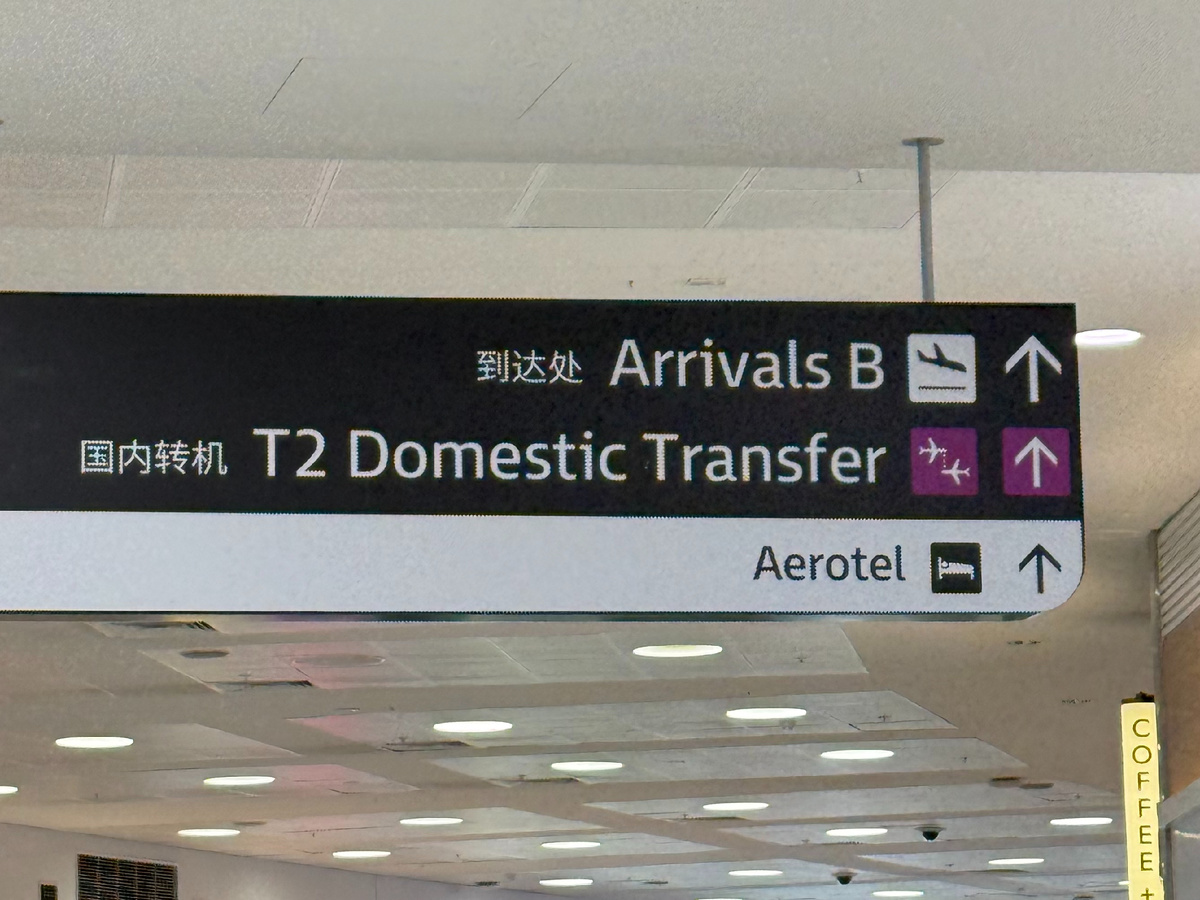 到达处 Arrivals B
国内转机 T2 Domestic Transfer
Aerotel
COFFEE +